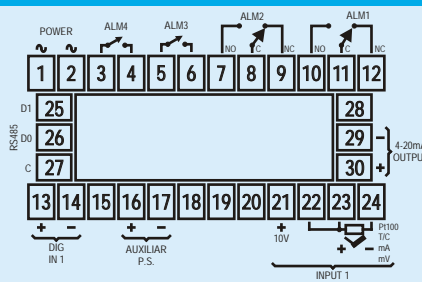 POWER ALM4 ALM3 ALM2 ALM1
NO C NC NO C NC
1 2 3 4 5 6 7 8 9 10 11 12
D1 25 28
RS485 D0 26 29 − 4-20mA
C 27 30 + OUTPUT
13 14 15 16 17 18 19 20 21 22 23 24
+ − + − + Pt100
DIG AUXILIAR 10V T/C
IN 1 P.S. + − mA
mV
INPUT 1